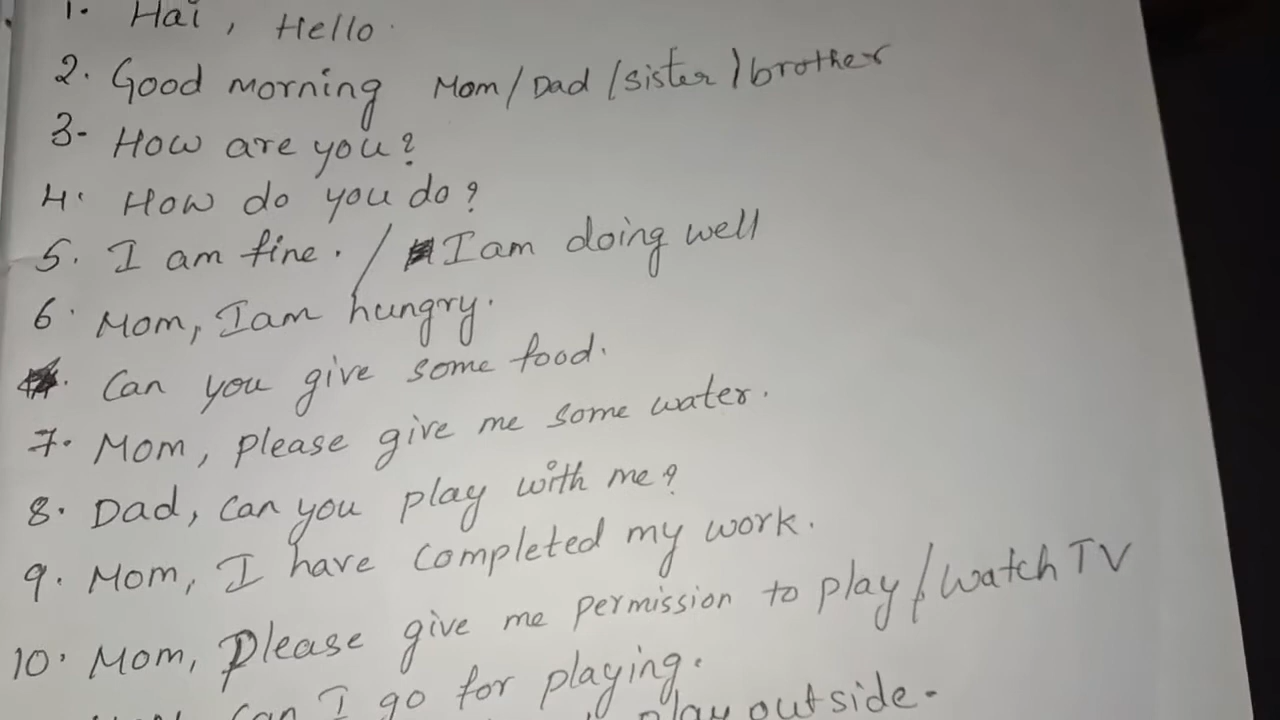 1. Hai, Hello.
2. Good morning Mom/Dad/sister/brother
3- How are you?
4. How do you do?
5. I am fine. / I am doing well
6. Mom, I am hungry.
Can you give some food.
7. Mom, please give me some water.
8. Dad, can you play with me?
9. Mom, I have completed my work.
10. Mom, Please give me permission to play/watch TV
can I go for playing.
play outside.